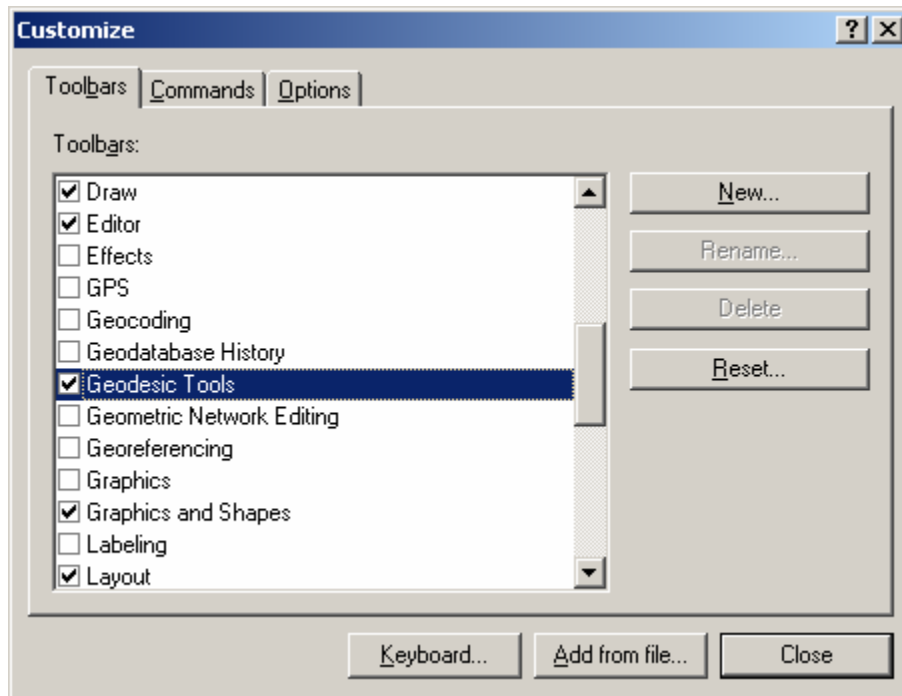 Customize
Toolbars Commands Options
Toolbars:
Draw
Editor
Effects
GPS
Geocoding
Geodatabase History
Geodesic Tools
Geometric Network Editing
Georeferencing
Graphics
Graphics and Shapes
Labeling
Layout
New...
Rename...
Delete
Reset...
Keyboard... Add from file... Close